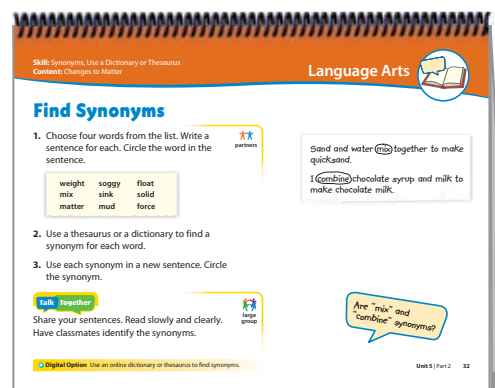 Skill: Synonyms, Use a Dictionary or Thesaurus
Content: Changes to Matter
Language Arts
Find Synonyms
1. Choose four words from the list. Write a
sentence for each. Circle the word in the
sentence.
partners
weight soggy float
mix sink solid
matter mud force
2. Use a thesaurus or a dictionary to find a
synonym for each word.
3. Use each synonym in a new sentence. Circle
the synonym.
Sand and water mix together to make
quicksand.
I combine chocolate syrup and milk to
make chocolate milk.
Talk Together
Share your sentences. Read slowly and clearly.
Have classmates identify the synonyms.
large
group
Are "mix" and
"combine" synonyms?
Digital Option Use an online dictionary or thesaurus to find synonyms.
Unit 5 | Part 2 32